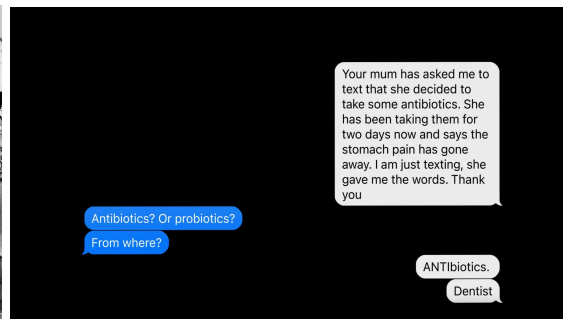 Your mum has asked me to
text that she decided to
take some antibiotics. She
has been taking them for
two days now and says the
stomach pain has gone
away. I am just texting, she
gave me the words. Thank
you
Antibiotics? Or probiotics?
From where?
ANTIbiotics.
Dentist